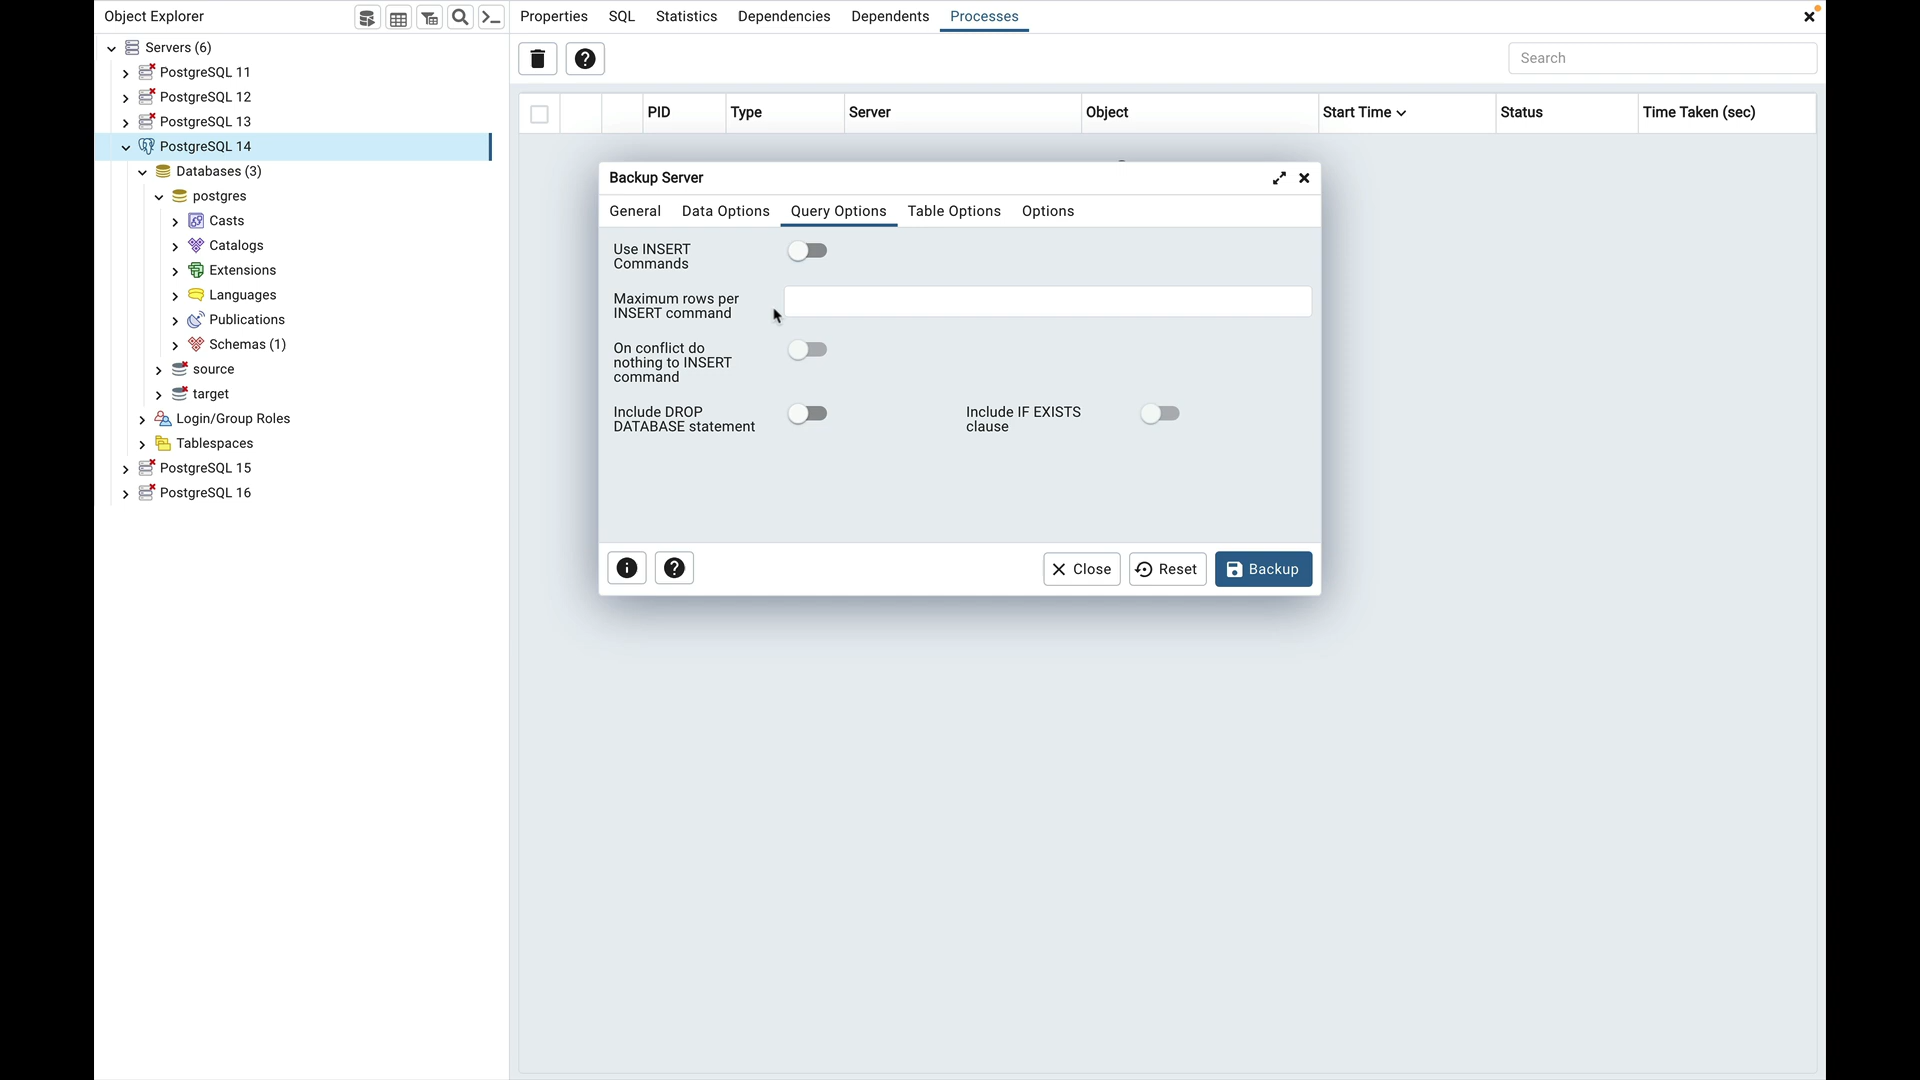 Object Explorer
Properties SQL Statistics Dependencies Dependents Processes
Servers (6)
PostgreSQL 11
PostgreSQL 12
PostgreSQL 13
PostgreSQL 14
Databases (3)
postgres
Casts
Catalogs
Extensions
Languages
Publications
Schemas (1)
source
target
Login/Group Roles
Tablespaces
PostgreSQL 15
PostgreSQL 16
Search
PID Type Server Object Start Time Status Time Taken (sec)
Backup Server
General Data Options Query Options Table Options Options
Use INSERT
Commands
Maximum rows per
INSERT command
On conflict do
nothing to INSERT
command
Include DROP
DATABASE statement
Include IF EXISTS
clause
Close Reset Backup